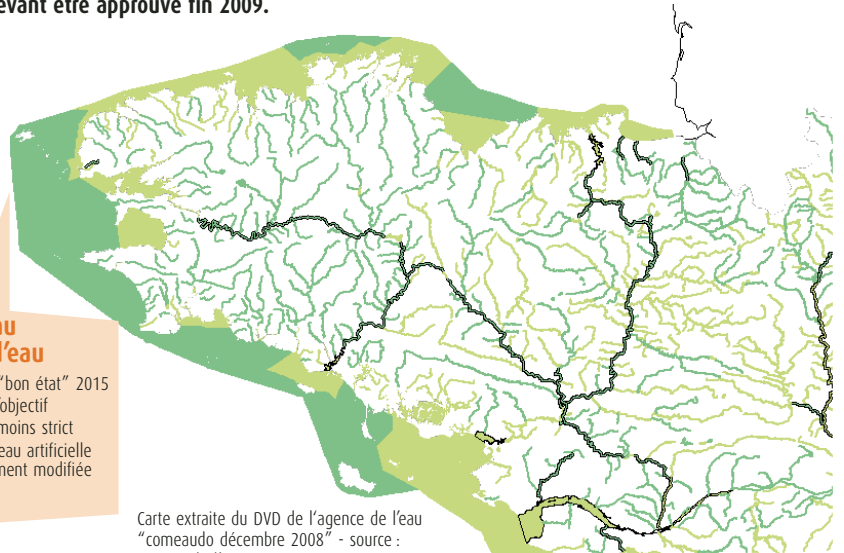 evant être approuvé fin 2009.
au
l'eau
"bon état" 2015
objectif
moins strict
eau artificielle
ment modifiée
Carte extraite du DVD de l'agence de l'eau
"comeaudo décembre 2008" - source :